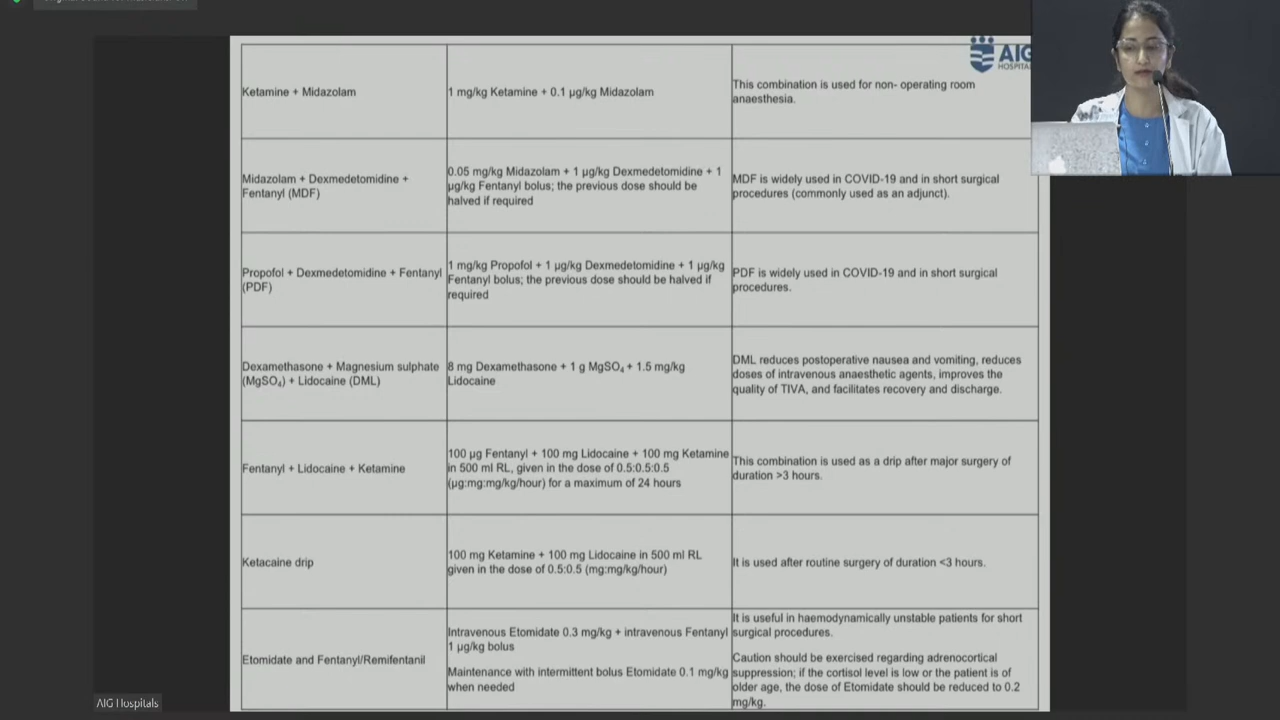 AIG
HOSPITA
Ketamine + Midazolam
1 mg/kg Ketamine + 0.1 µg/kg Midazolam
This combination is used for non- operating room
anaesthesia.
Midazolam + Dexmedetomidine +
Fentanyl (MDF)
0.05 mg/kg Midazolam + 1 µg/kg Dexmedetomidine + 1
µg/kg Fentanyl bolus; the previous dose should be
halved if required
MDF is widely used in COVID-19 and in short surgical
procedures (commonly used as an adjunct).
Propofol + Dexmedetomidine + Fentanyl
(PDF)
1 mg/kg Propofol + 1 µg/kg Dexmedetomidine + 1 µg/kg
Fentanyl bolus; the previous dose should be halved if
required
PDF is widely used in COVID-19 and in short surgical
procedures.
Dexamethasone + Magnesium sulphate
(MgSO₄) + Lidocaine (DML)
8 mg Dexamethasone + 1 g MgSO₄ + 1.5 mg/kg
Lidocaine
DML reduces postoperative nausea and vomiting, reduces
doses of intravenous anaesthetic agents, improves the
quality of TIVA, and facilitates recovery and discharge.
Fentanyl + Lidocaine + Ketamine
100 µg Fentanyl + 100 mg Lidocaine + 100 mg Ketamine
in 500 ml RL, given in the dose of 0.5:0.5:0.5
(µg:mg:mg/kg/hour) for a maximum of 24 hours
This combination is used as a drip after major surgery of
duration >3 hours.
Ketacaine drip
100 mg Ketamine + 100 mg Lidocaine in 500 ml RL
given in the dose of 0.5:0.5 (mg:mg/kg/hour)
It is used after routine surgery of duration <3 hours.
Etomidate and Fentanyl/Remifentanil
Intravenous Etomidate 0.3 mg/kg + intravenous Fentanyl
1 µg/kg bolus
Maintenance with intermittent bolus Etomidate 0.1 mg/kg
when needed
It is useful in haemodynamically unstable patients for short
surgical procedures.
Caution should be exercised regarding adrenocortical
suppression; if the cortisol level is low or the patient is of
older age, the dose of Etomidate should be reduced to 0.2
mg/kg.
AIG Hospitals